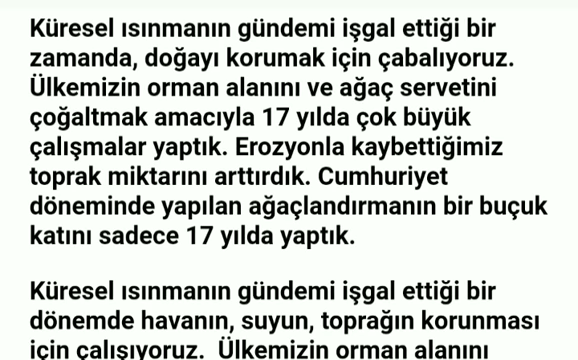 Küresel ısınmanın gündemi işgal ettiği bir
zamanda, doğayı korumak için çabalıyoruz.
Ülkemizin orman alanını ve ağaç servetini
çoğaltmak amacıyla 17 yılda çok büyük
çalışmalar yaptık. Erozyonla kaybettiğimiz
toprak miktarını arttırdık. Cumhuriyet
döneminde yapılan ağaçlandırmanın bir buçuk
katını sadece 17 yılda yaptık.
Küresel ısınmanın gündemi işgal ettiği bir
dönemde havanın, suyun, toprağın korunması
için çalışıyoruz.  Ülkemizin orman alanını